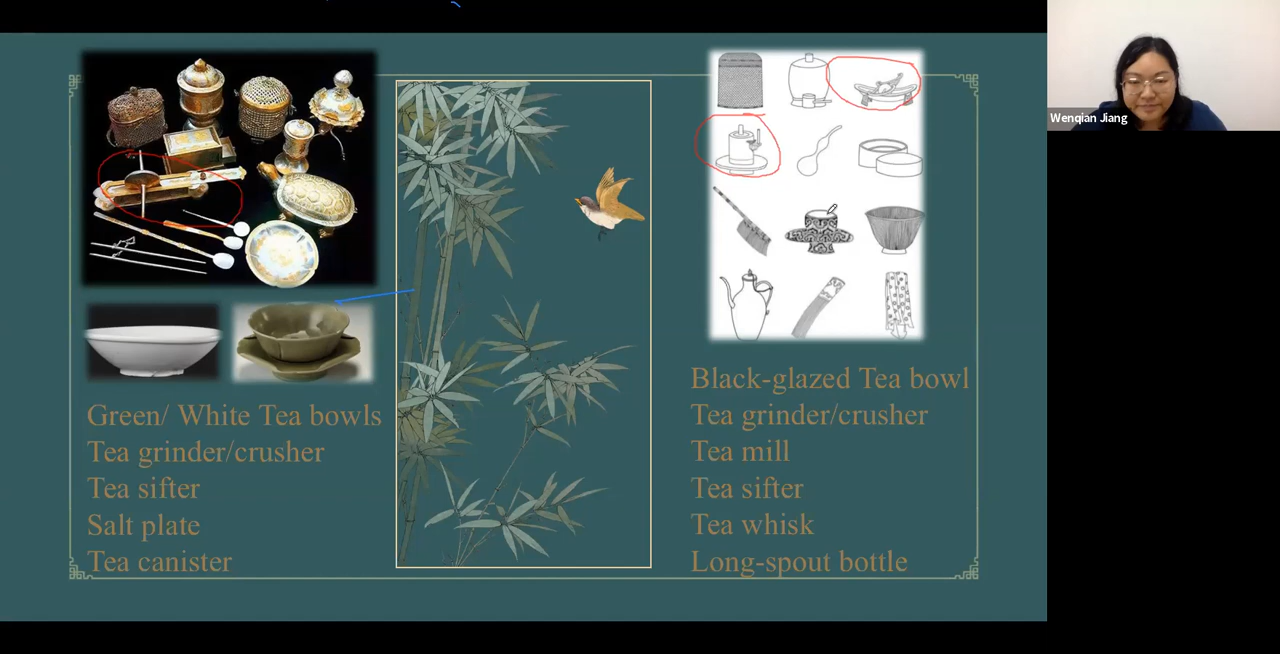 Wenqian Jiang
Green/ White Tea bowls
Tea grinder/crusher
Tea sifter
Salt plate
Tea canister
Black-glazed Tea bowl
Tea grinder/crusher
Tea mill
Tea sifter
Tea whisk
Long-spout bottle